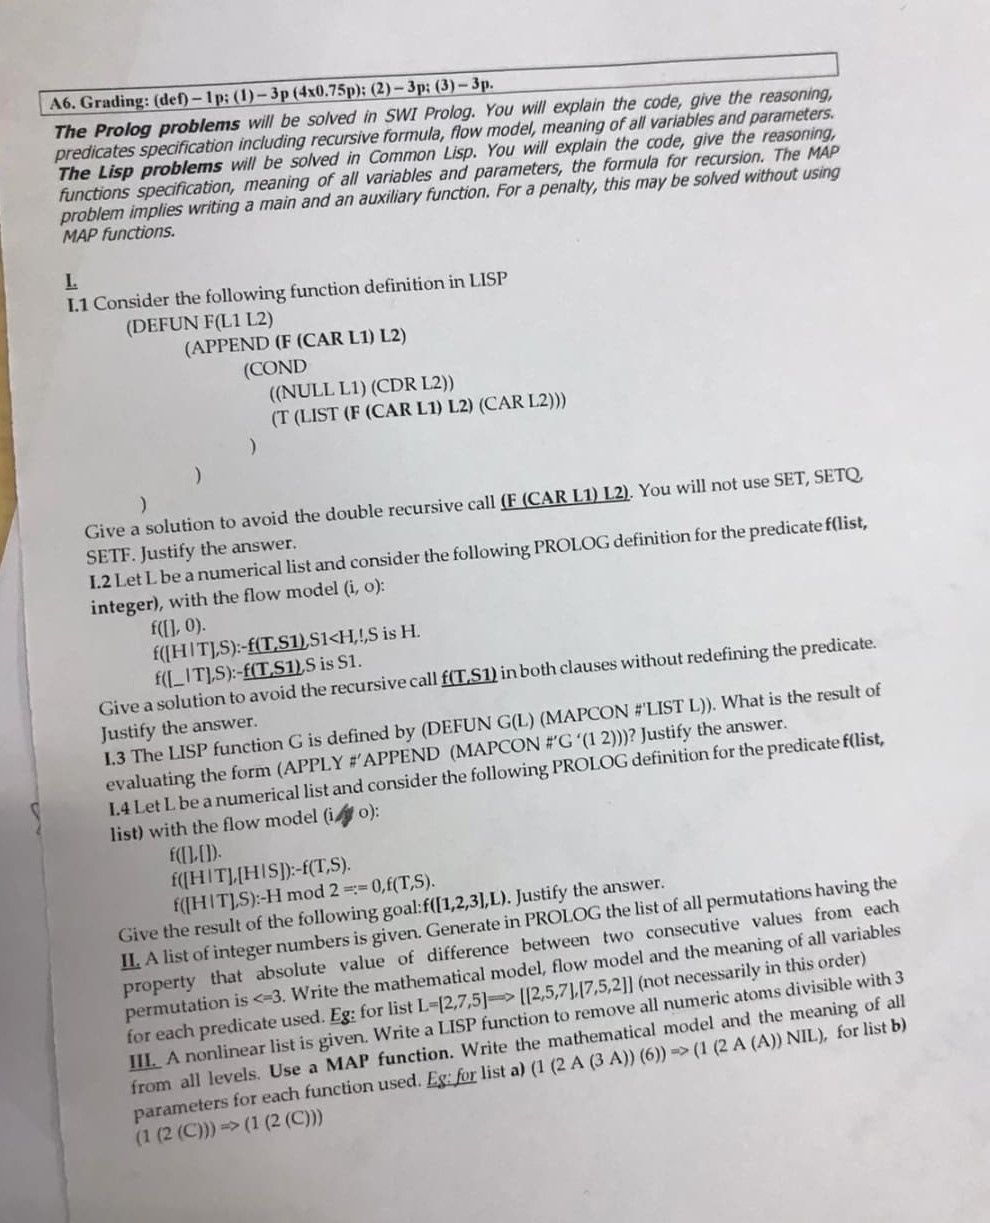 A6. Grading: (def) – 1p; (1) – 3p (4x0.75p); (2) – 3p; (3) – 3p.
The Prolog problems will be solved in SWI Prolog. You will explain the code, give the reasoning,
predicates specification including recursive formula, flow model, meaning of all variables and parameters.
The Lisp problems will be solved in Common Lisp. You will explain the code, give the reasoning,
functions specification, meaning of all variables and parameters, the formula for recursion. The MAP
problem implies writing a main and an auxiliary function. For a penalty, this may be solved without using
MAP functions.
I.
I.1 Consider the following function definition in LISP
(DEFUN F(L1 L2)
(APPEND (F (CAR L1) L2)
(COND
((NULL L1) (CDR L2))
(T (LIST (F (CAR L1) L2) (CAR L2)))
)
)
)
Give a solution to avoid the double recursive call (F (CAR L1) L2). You will not use SET, SETQ,
SETF. Justify the answer.
I.2 Let L be a numerical list and consider the following PROLOG definition for the predicate f(list,
integer), with the flow model (i, o):
f([], 0).
f([H|T],S):-f(T,S1),S1<H,!,S is H.
f([_|T],S):-f(T,S1),S is S1.
Give a solution to avoid the recursive call f(T,S1) in both clauses without redefining the predicate.
Justify the answer.
I.3 The LISP function G is defined by (DEFUN G(L) (MAPCON #'LIST L)). What is the result of
evaluating the form (APPLY #'APPEND (MAPCON #'G '(1 2)))? Justify the answer.
I.4 Let L be a numerical list and consider the following PROLOG definition for the predicate f(list,
list) with the flow model (i, o):
f([],[]).
f([H|T],[H|S]):-f(T,S).
f([H|T],S):-H mod 2 =:= 0,f(T,S).
Give the result of the following goal:f([1,2,3],L). Justify the answer.
II. A list of integer numbers is given. Generate in PROLOG the list of all permutations having the
property that absolute value of difference between two consecutive values from each
permutation is <=3. Write the mathematical model, flow model and the meaning of all variables
for each predicate used. Eg: for list L=[2,7,5]==> [[2,5,7],[7,5,2]] (not necessarily in this order)
III. A nonlinear list is given. Write a LISP function to remove all numeric atoms divisible with 3
from all levels. Use a MAP function. Write the mathematical model and the meaning of all
parameters for each function used. Eg: for list a) (1 (2 A (3 A)) (6)) => (1 (2 A (A)) NIL), for list b)
(1 (2 (C))) => (1 (2 (C)))